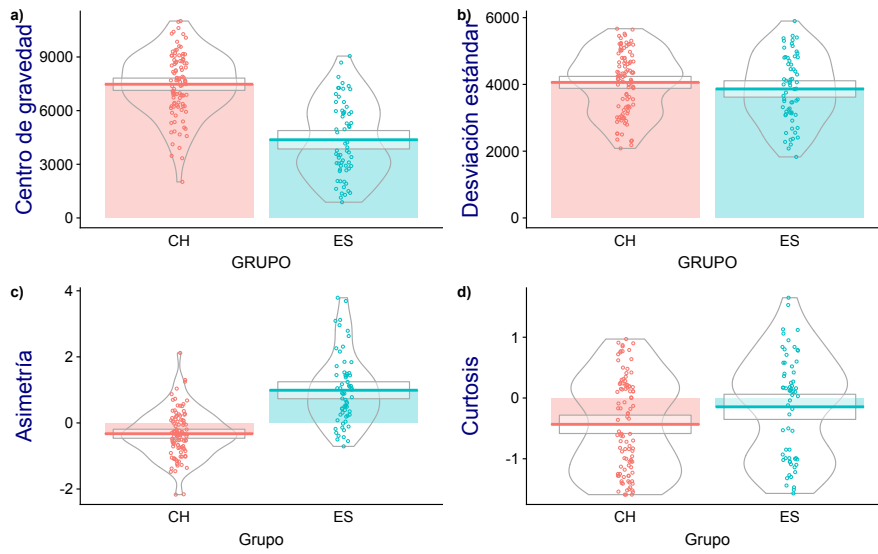 a)
Centro de gravedad
9000
6000
3000
0
CH
ES
GRUPO
b)
Desviación estándar
6000
4000
2000
0
CH
ES
GRUPO
c)
Asimetría
4
2
0
-2
CH
ES
Grupo
d)
Curtosis
1
0
-1
CH
ES
Grupo